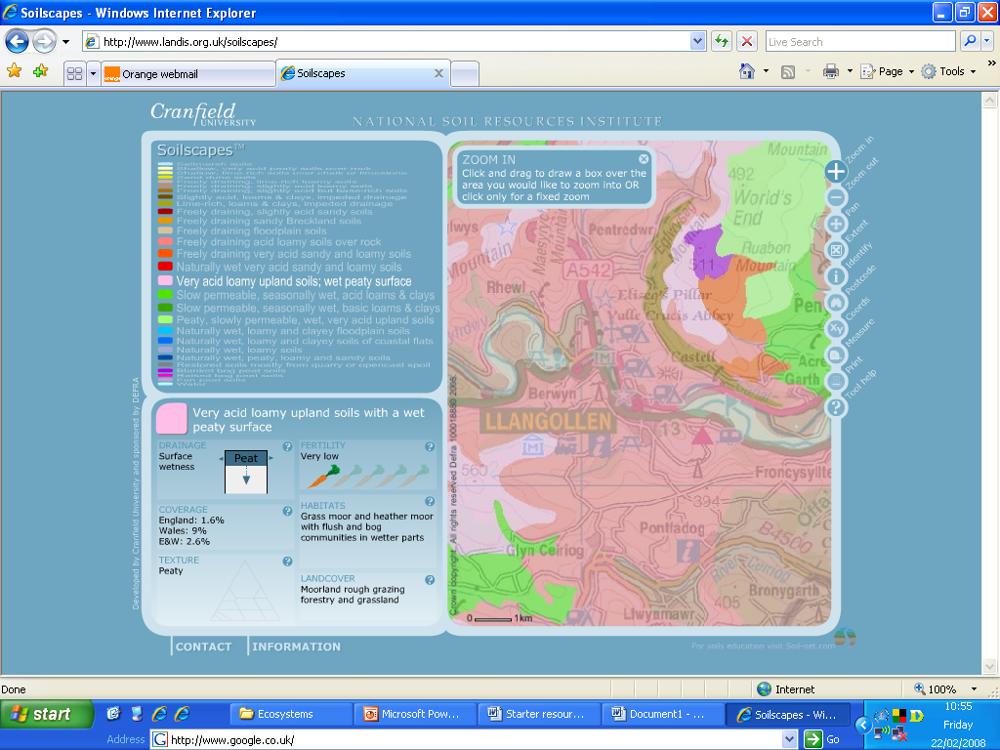 Soilscapes - Windows Internet Explorer
http://www.landis.org.uk/soilscapes/
Live Search
Orange webmail
Soilscapes
Page
Tools
Cranfield
UNIVERSITY
NATIONAL SOIL RESOURCES INSTITUTE
Soilscapes™
Saltmarsh soils
Shallow, very acid peaty soils over rock
Shallow, lime-rich soils over chalk or limestone
Sand dune soils
Freely draining, lime-rich loamy soils
Freely draining, slightly acid loamy soils
Freely draining, slightly acid but base-rich soils
Slightly acid, loams & clays, impeded drainage
Lime-rich, loams & clays, impeded drainage
Freely draining, slightly acid sandy soils
Freely draining sandy Breckland soils
Freely draining floodplain soils
Freely draining acid loamy soils over rock
Freely draining very acid sandy and loamy soils
Naturally wet very acid sandy and loamy soils
Very acid loamy upland soils; wet peaty surface
Slow permeable, seasonally wet, acid loams & clays
Slow permeable, seasonally wet, basic loams & clays
Peaty, slowly permeable, wet, very acid upland soils
Naturally wet, loamy and clayey floodplain soils
Naturally wet, loamy and clayey soils of coastal flats
Naturally wet, loamy soils
Naturally wet, peaty, loamy and sandy soils
Restored soils mostly from quarry or opencast spoil
Blanket bog peat soils
Raised bog peat soils
Fen peat soils
Water
Very acid loamy upland soils with a wet
peaty surface
DRAINAGE
Surface
wetness
Peat
FERTILITY
Very low
COVERAGE
England: 1.6%
Wales: 9%
E&W: 2.6%
HABITATS
Grass moor and heather moor
with flush and bog
communities in wetter parts
TEXTURE
Peaty
LANDCOVER
Moorland rough grazing
forestry and grassland
Developed by Cranfield University and sponsored by DEFRA
CONTACT
INFORMATION
ZOOM IN
Click and drag to draw a box over the
area you would like to zoom into OR
click only for a fixed zoom
Mountain
492
World's
End
Pentredwr
Eglwyseg
Mountain
Ruabon
Mountain
511
Maesyrychen
Mountain
A542
Rhewl
Eliseg's Pillar
Valle Crucis Abbey
Pen
Castell
Acre
Garth
Berwyn
LLANGOLLEN
13
Froncysyllte
394
Pontfadog
Offa
B4500
Glyn Ceiriog
River Ceiriog
Bronygarth
405
Llwynmawr
0 1km
Crown copyright. All rights reserved Defra 100018880 2005
Zoom in
Zoom out
Pan
Extent
Identify
Postcode
Coords
Measure
Print
Tool help
For soils education visit Soil-net.com
Done
Internet
100%
start
Ecosystems
Microsoft Pow...
Starter resour...
Document1 - ...
Soilscapes - Wi...
10:55
Friday
22/02/2008
Address
http://www.google.co.uk/
Go